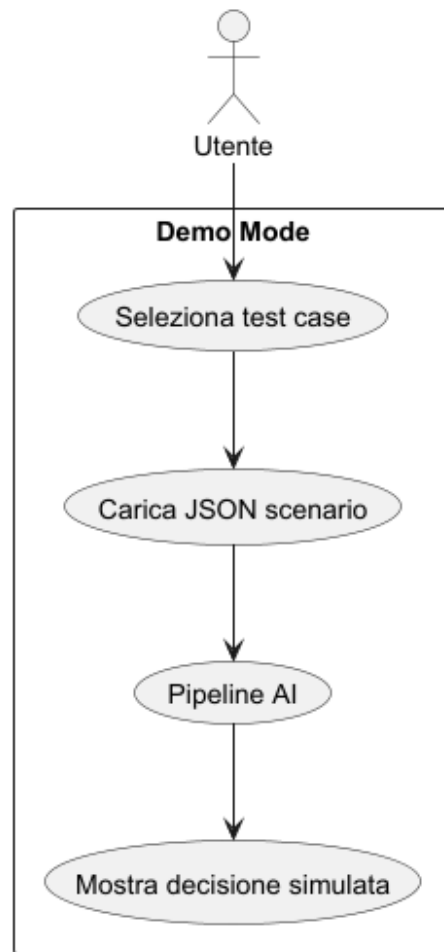 Utente
Demo Mode
Seleziona test case
Carica JSON scenario
Pipeline AI
Mostra decisione simulata